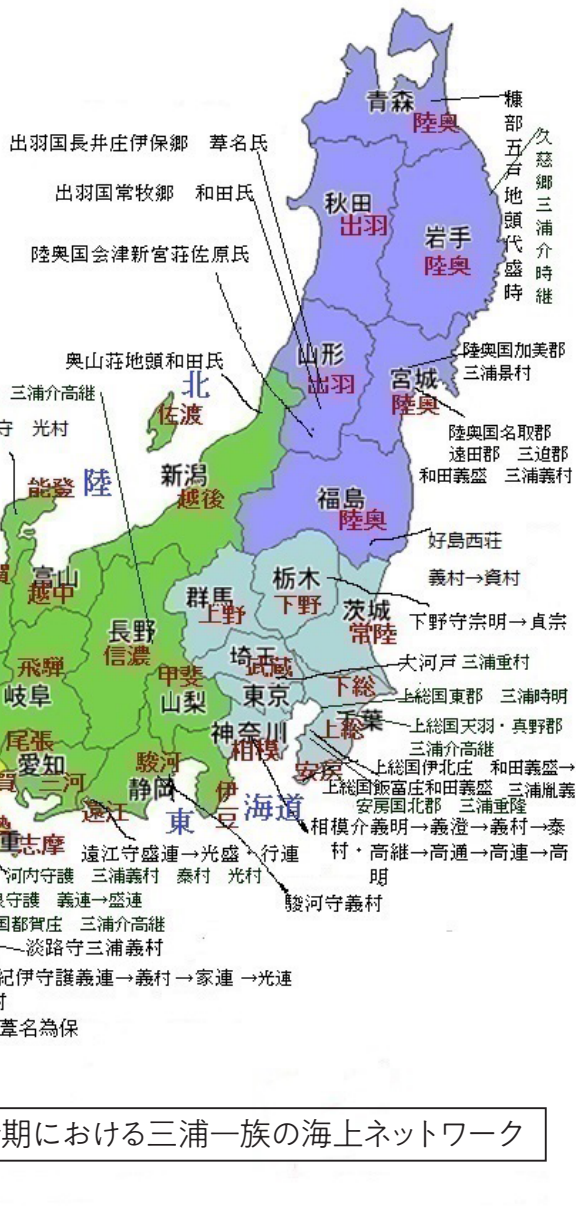 青森
陸奥
糠部五戸地頭代盛時
久慈郷三浦介時継
出羽国長井庄伊保郷　葦名氏
出羽国常牧郷　和田氏
陸奥国会津新宮荘佐原氏
秋田
出羽
岩手
陸奥
奥山荘地頭和田氏
山形
出羽
宮城
陸奥
陸奥国加美郡
三浦景村
三浦介高継
北
佐渡
守　光村
陸奥国名取郡
遠田郡　三迫郡
和田義盛　三浦義村
能登
陸
新潟
越後
福島
陸奥
好島西荘
義村→資村
富山
越中
群馬
上野
栃木
下野
茨城
常陸
下野守宗明→貞宗
長野
信濃
飛騨
岐阜
埼玉
武蔵
大河戸 三浦重村
甲斐
山梨
東京
下総
上総国東郡　三浦時明
千葉
上総
上総国天羽・真野郡
三浦介高継
神奈川
相模
尾張
愛知
三河
駿河
静岡
伊豆
安房
上総国伊北庄　和田義盛→
上総国飯富庄和田義盛　三浦胤義
安房国北郡　三浦重隆
賀
遠江
東
海道
重
志摩
相模介義明→義澄→義村→泰
村・高継→高通→高連→高
明
遠江守盛連→光盛・行連
河内守護　三浦義村　泰村　光村
守護　義連→盛連
駿河守義村
国都賀庄　三浦介高継
淡路守三浦義村
紀伊守護義連→義村→家連→光連
村
葦名為保
期における三浦一族の海上ネットワーク